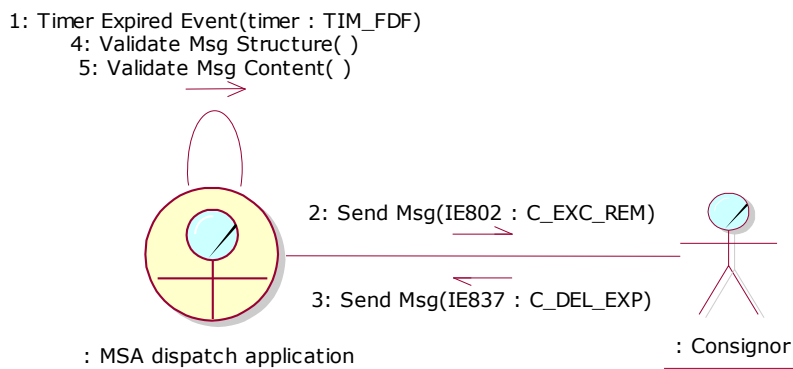 1: Timer Expired Event(timer : TIM_FDF)
4: Validate Msg Structure( )
5: Validate Msg Content( )
2: Send Msg(IE802 : C_EXC_REM)
3: Send Msg(IE837 : C_DEL_EXP)
: MSA dispatch application
: Consignor